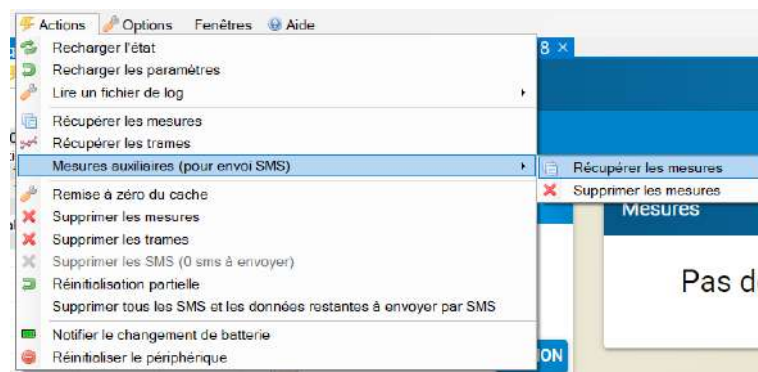 Actions Options Fenêtres Aide
Recharger l'état
8 ×
Recharger les paramètres
Lire un fichier de log
Récupérer les mesures
Récupérer les trames
Mesures auxiliaires (pour envoi SMS)
Récupérer les mesures
Remise à zéro du cache
Supprimer les mesures
Supprimer les mesures
Mesures
Supprimer les trames
Supprimer les SMS (0 sms à envoyer)
Réinitialisation partielle
Pas d
Supprimer tous les SMS et les données restantes à envoyer par SMS
Notifier le changement de batterie
Réinitialiser le périphérique
ION